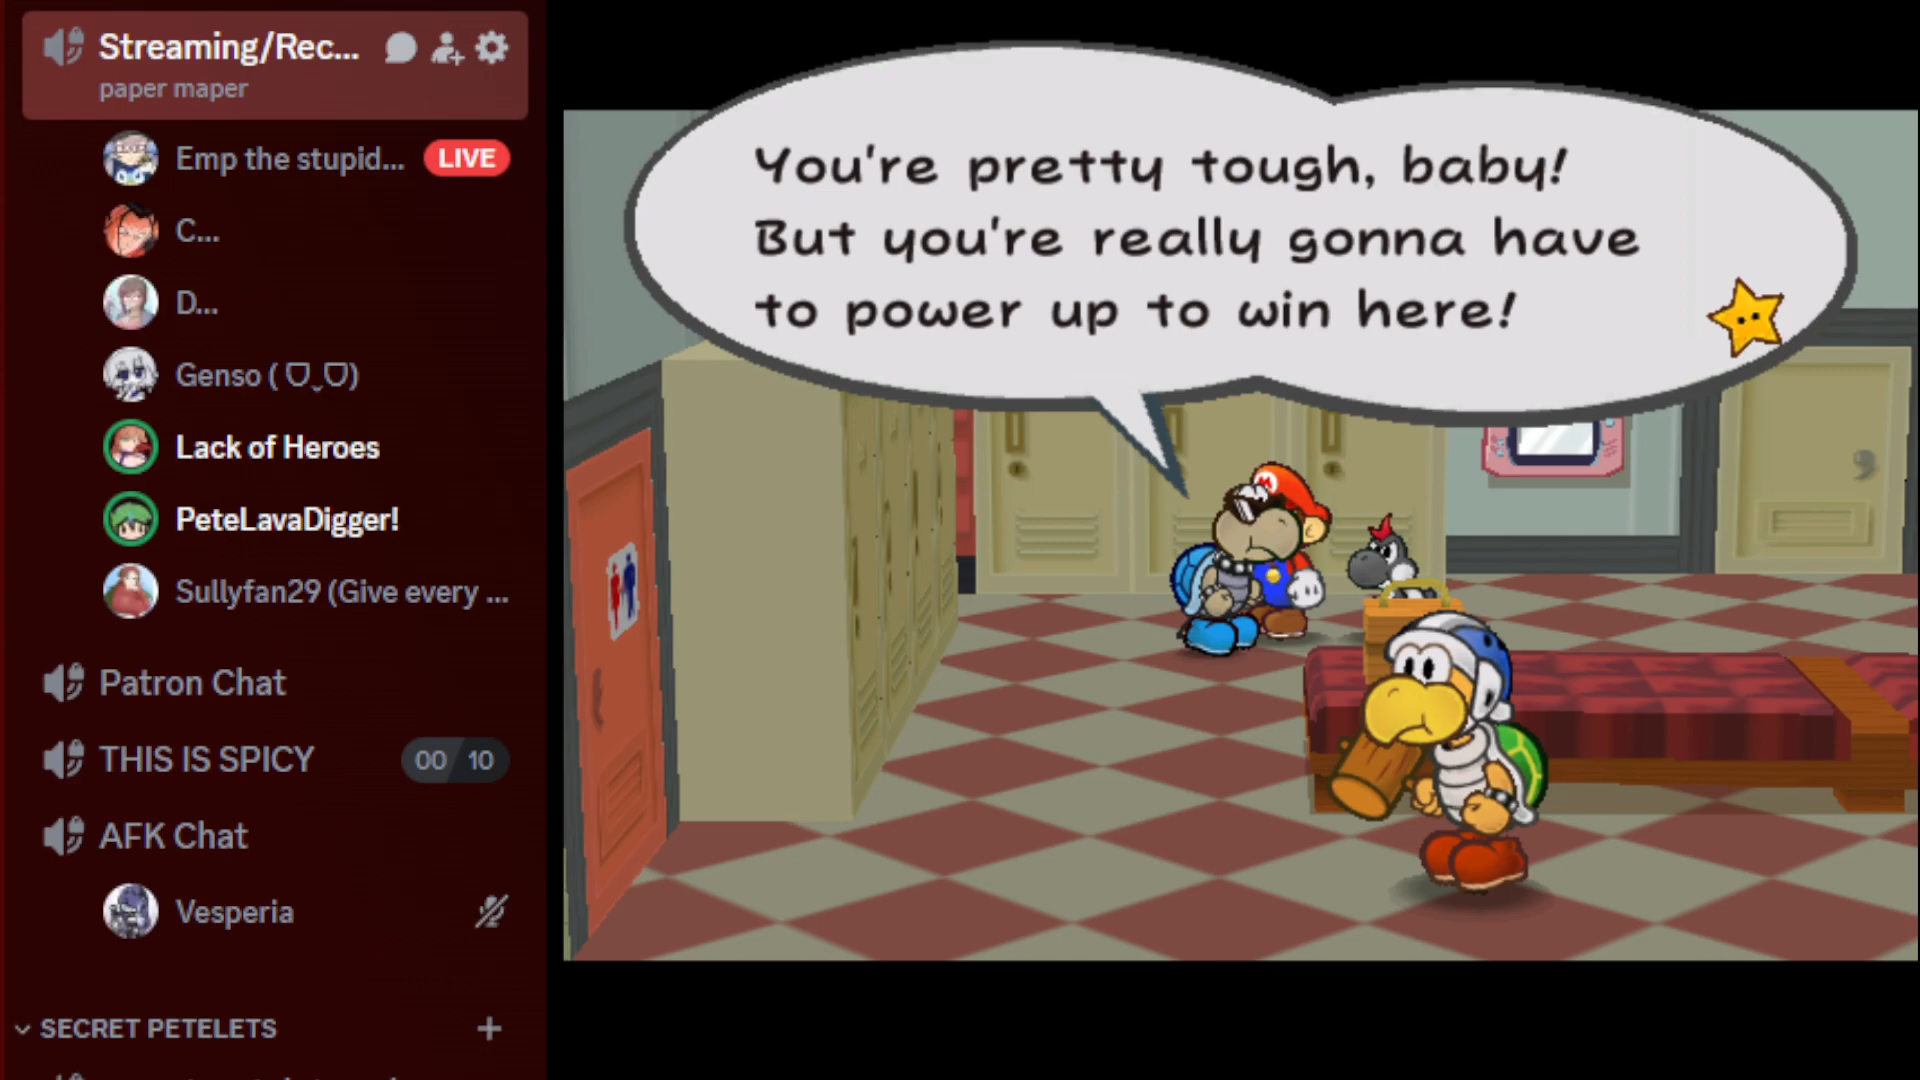 Streaming/Rec...
paper maper
Emp the stupid...
LIVE
C...
D...
Genso ( ᗜ ‿ ᗜ)
Lack of Heroes
PeteLavaDigger!
Sullyfan29 (Give every ...
Patron Chat
THIS IS SPICY
00 10
AFK Chat
Vesperia
SECRET PETELETS
You're pretty tough, baby!
But you're really gonna have
to power up to win here!
M